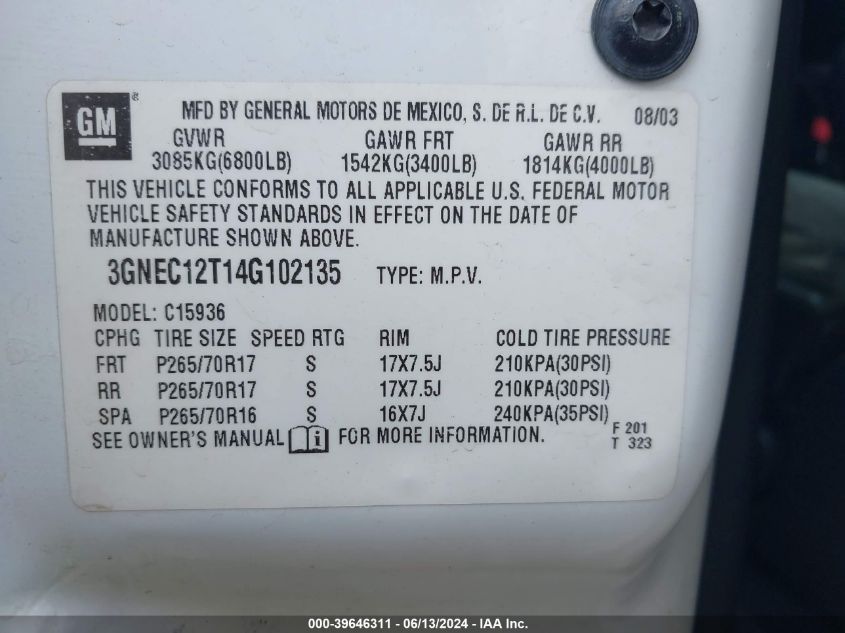 GM ®
MFD BY GENERAL MOTORS DE MEXICO, S. DE R.L. DE C.V. 08/03
GVWR GAWR FRT GAWR RR
3085KG(6800LB) 1542KG(3400LB) 1814KG(4000LB)
THIS VEHICLE CONFORMS TO ALL APPLICABLE U.S. FEDERAL MOTOR
VEHICLE SAFETY STANDARDS IN EFFECT ON THE DATE OF
MANUFACTURE SHOWN ABOVE.
3GNEC12T14G102135 TYPE: M.P.V.
MODEL: C15936
CPHG TIRE SIZE SPEED RTG RIM COLD TIRE PRESSURE
FRT P265/70R17 S 17X7.5J 210KPA(30PSI)
RR P265/70R17 S 17X7.5J 210KPA(30PSI)
SPA P265/70R16 S 16X7J 240KPA(35PSI)
SEE OWNER'S MANUAL i FOR MORE INFORMATION.
F 201
T 323
000-39646311 - 06/13/2024 - IAA Inc.